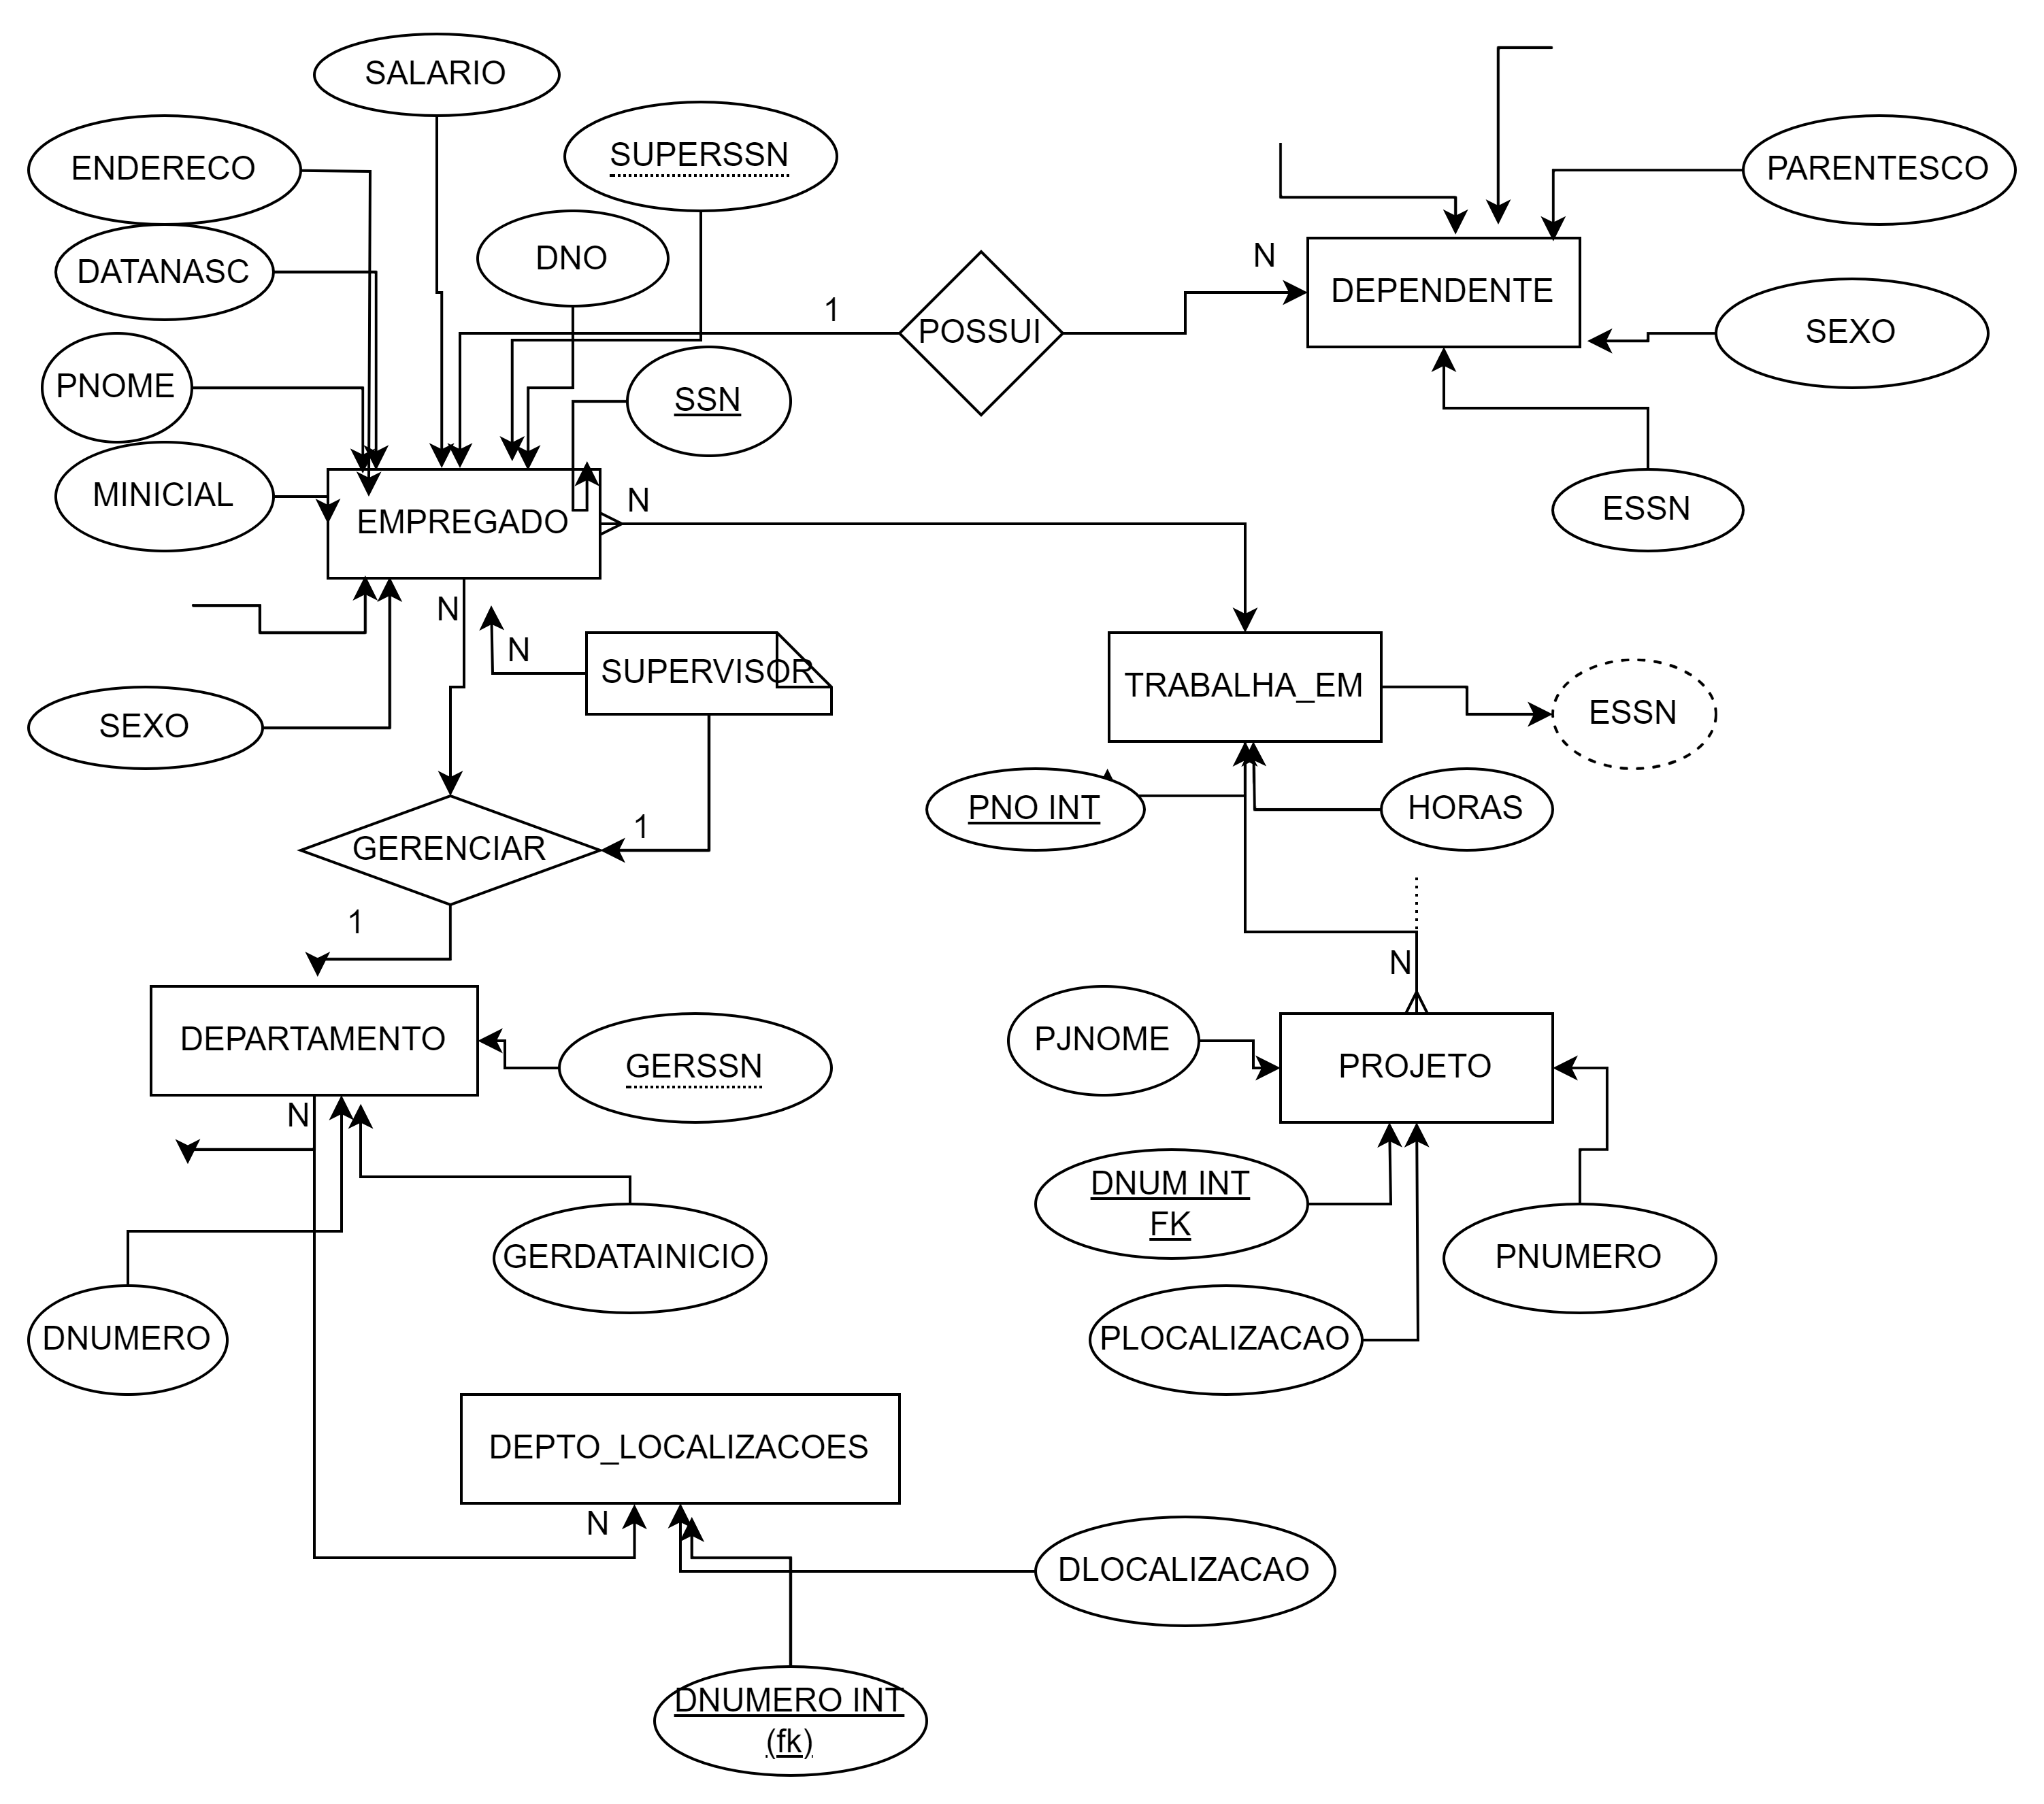 SALARIO
SUPERSSN
ENDERECO
PARENTESCO
DNO
DATANASC
N
DEPENDENTE
1
POSSUI
SEXO
PNOME
SSN
MINICIAL
N
EMPREGADO
ESSN
N
N
SUPERVISOR
TRABALHA_EM
ESSN
SEXO
PNO INT
HORAS
1
GERENCIAR
1
N
DEPARTAMENTO
GERSSN
PJNOME
PROJETO
N
DNUM INT
FK
GERDATAINICIO
PNUMERO
DNUMERO
PLOCALIZACAO
DEPTO_LOCALIZACOES
N
DLOCALIZACAO
DNUMERO INT
(fk)